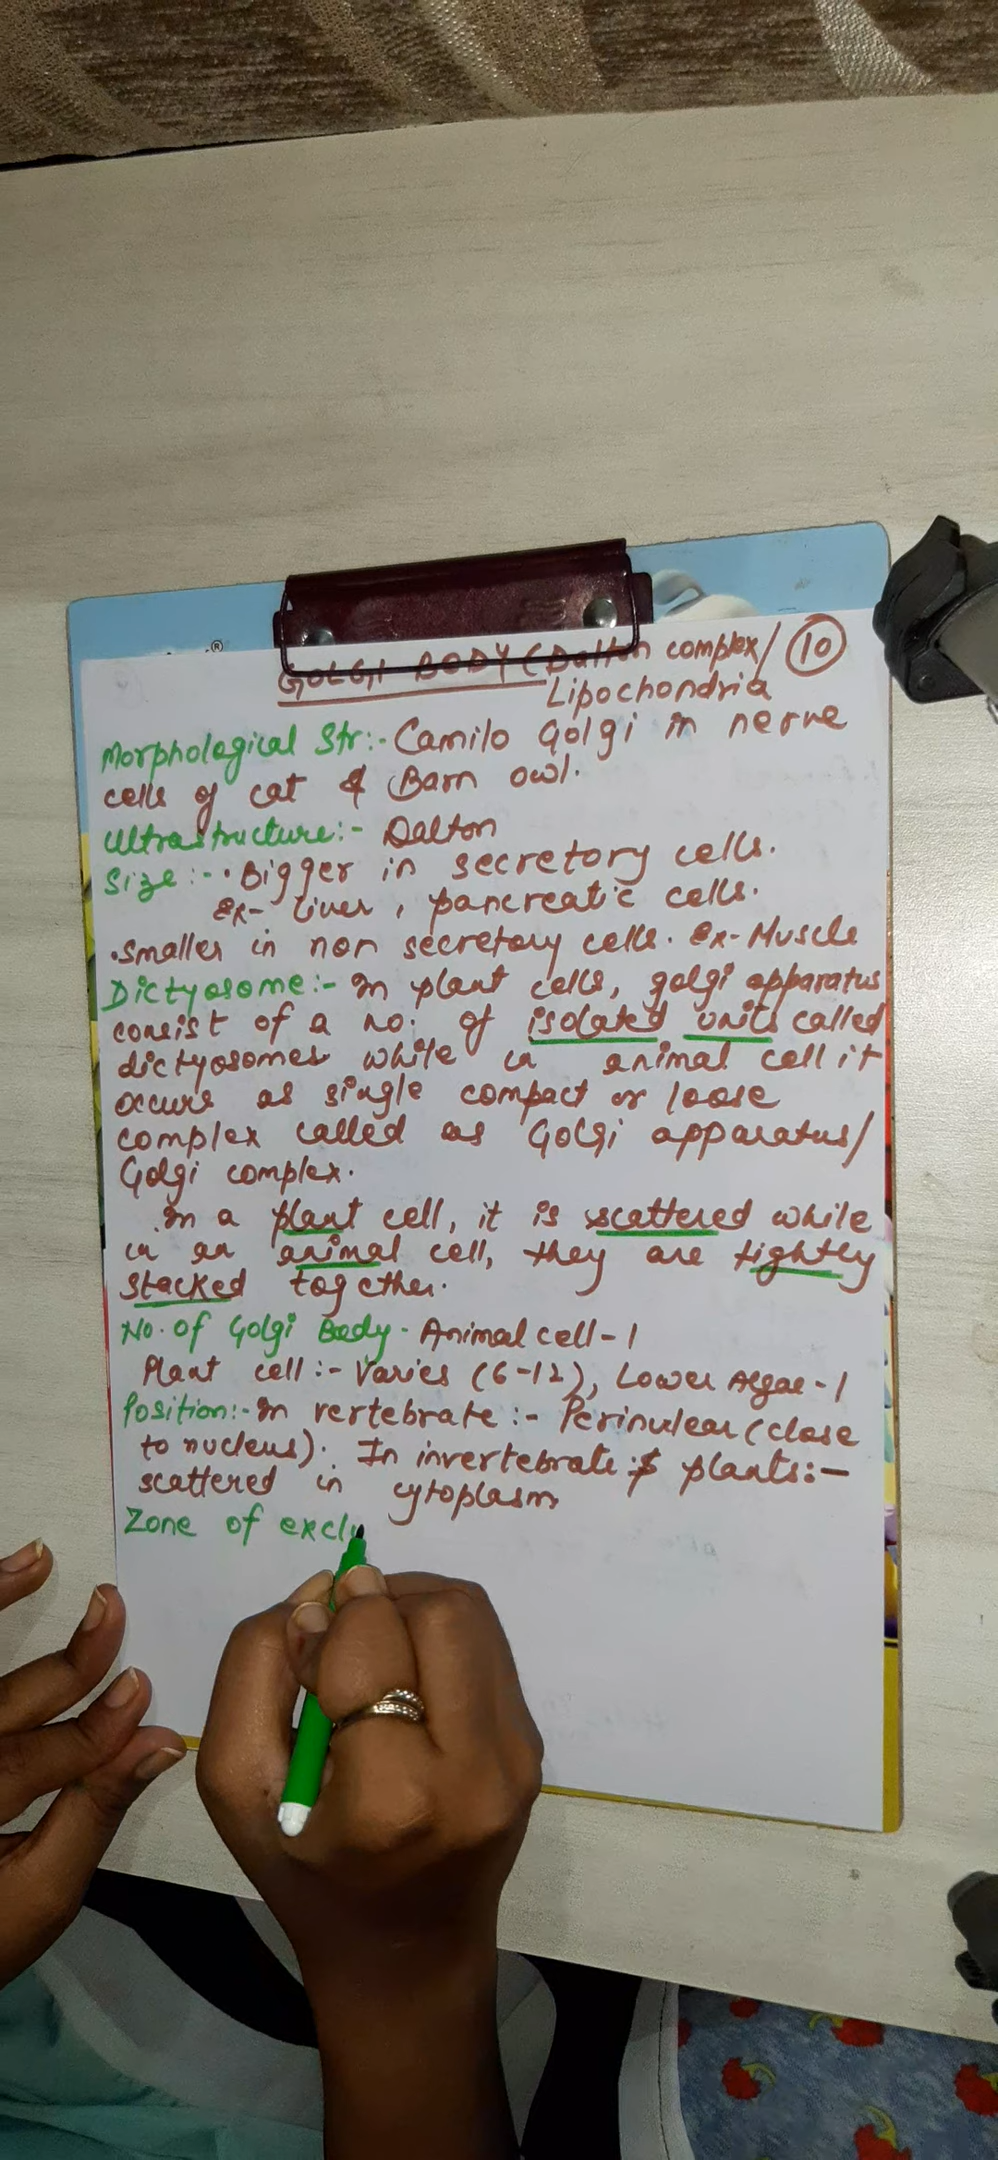 ®
GOLGI BODY (Dalton complex/ 10
Lipochondria
Morphological Str:- Camilo Golgi in nerve
cells of cat & Barn owl.
Ultrastructure:- Dalton
Size:- • Bigger in secretory cells.
Ex- Liver, pancreatic cells.
• Smaller in non secretory cells. Ex- Muscle
Dictyosome:- In plant cells, golgi apparatus
consist of a no. of isolated units called
dictyosomes while in animal cell it
occurs as single compact or loose
complex called as Golgi apparatus/
Golgi complex.
. In a plant cell, it is scattered while
in an animal cell, they are tightly
stacked together.
No. of Golgi Body - Animal cell - 1
Plant cell:- Varies (6-12), Lower Algae - 1
Position:- In vertebrate:- Perinulear (close
to nucleus). In invertebrate & plants:-
scattered in cytoplasm
Zone of exclu